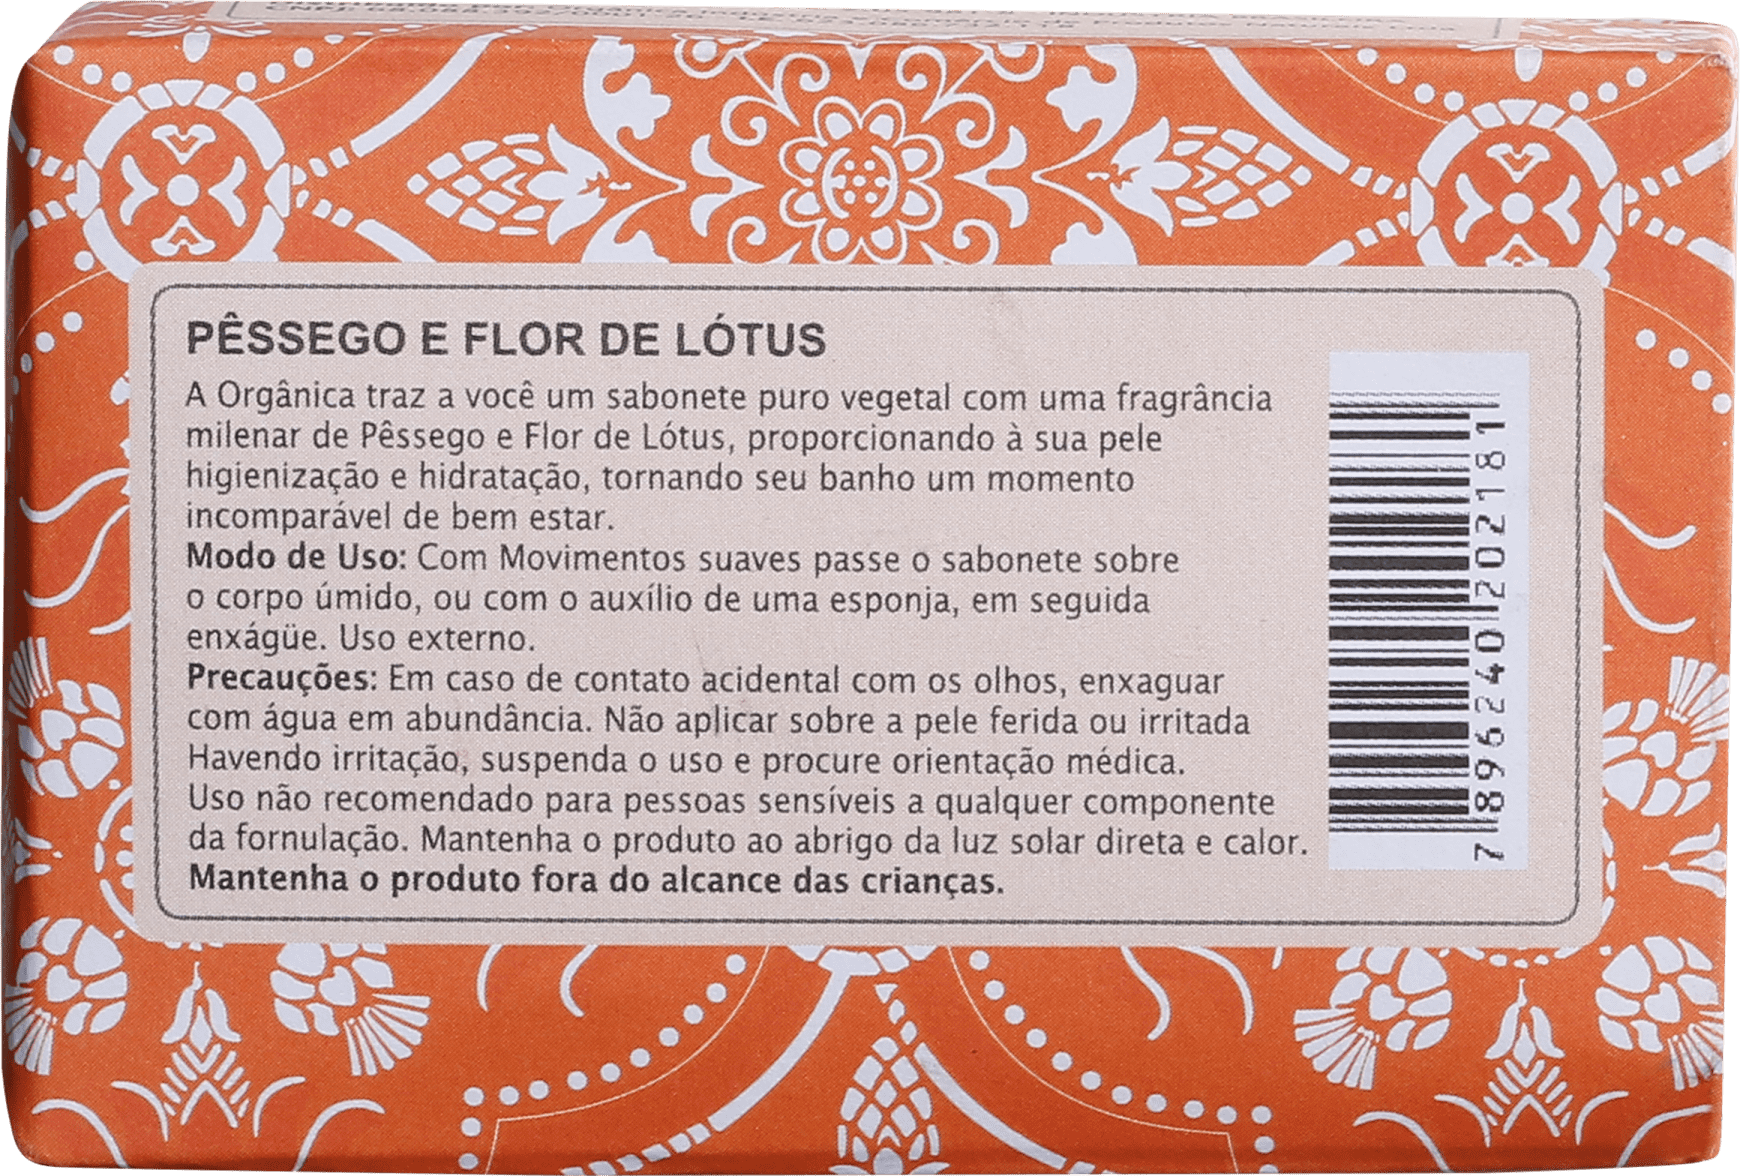 PÊSSEGO E FLOR DE LÓTUS
A Orgânica traz a você um sabonete puro vegetal com uma fragrância
milenar de Pêssego e Flor de Lótus, proporcionando à sua pele
higienização e hidratação, tornando seu banho um momento
incomparável de bem estar.
Modo de Uso: Com Movimentos suaves passe o sabonete sobre
o corpo úmido, ou com o auxílio de uma esponja, em seguida
enxágüe. Uso externo.
Precauções: Em caso de contato acidental com os olhos, enxaguar
com água em abundância. Não aplicar sobre a pele ferida ou irritada
Havendo irritação, suspenda o uso e procure orientação médica.
Uso não recomendado para pessoas sensíveis a qualquer componente
da fornulação. Mantenha o produto ao abrigo da luz solar direta e calor.
Mantenha o produto fora do alcance das crianças.
7 896240 202181